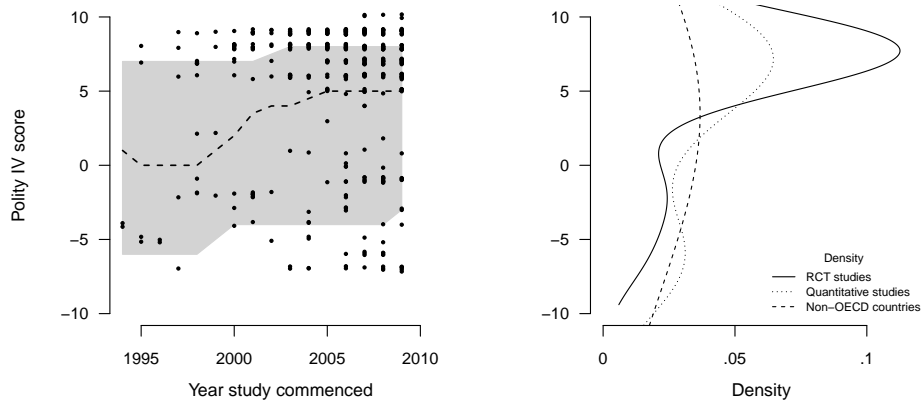 10
5
0
−5
−10
Polity IV score
1995 2000 2005 2010
Year study commenced
10
5
0
−5
−10
Density
RCT studies
Quantitative studies
Non−OECD countries
0 .05 .1
Density